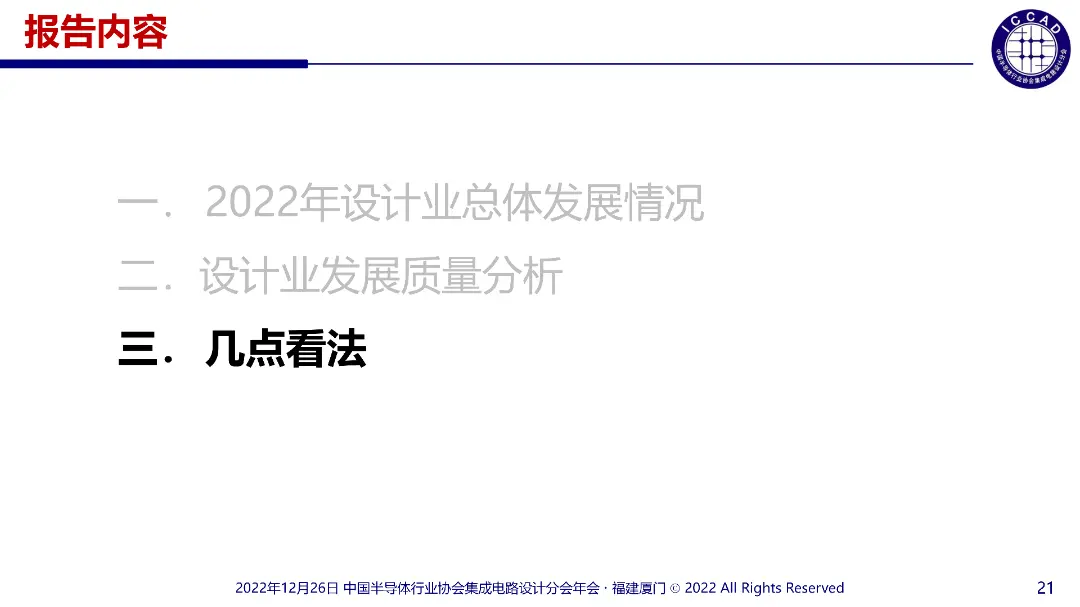 报告内容
ICCAD
中国半导体行业协会集成电路设计分会
一． 2022年设计业总体发展情况
二．设计业发展质量分析
三． 几点看法
2022年12月26日 中国半导体行业协会集成电路设计分会年会 · 福建厦门 © 2022 All Rights Reserved
21